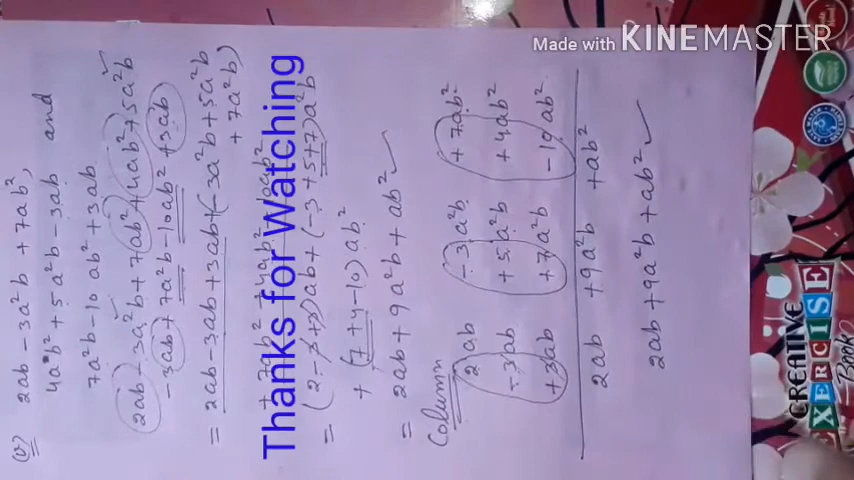 (v) 2ab - 3a²b + 7ab²,
4ab² + 5a²b - 3ab and
7a²b - 10ab² + 3ab
2ab - 3a²b + 7ab² + 4ab² + 5a²b
- 3ab + 7a²b - 10ab² + 3ab
= 2ab - 3ab + 3ab + (-3a²b + 5a²b
+ 7a²b)
+ 7ab² + 4ab² - 10ab²
Thanks for Watching
= (2 - 3 + 3)ab + (-3 + 5 + 7)a²b
+ (7 + 4 - 10)ab²
= 2ab + 9a²b + ab²
Column
2ab - 3a²b + 7ab²
- 3ab + 5a²b + 4ab²
+ 3ab + 7a²b - 10ab²
2ab + 9a²b + ab²
2ab + 9a²b + ab²
Made with KINEMASTER
CREATIVE
EXERCISE